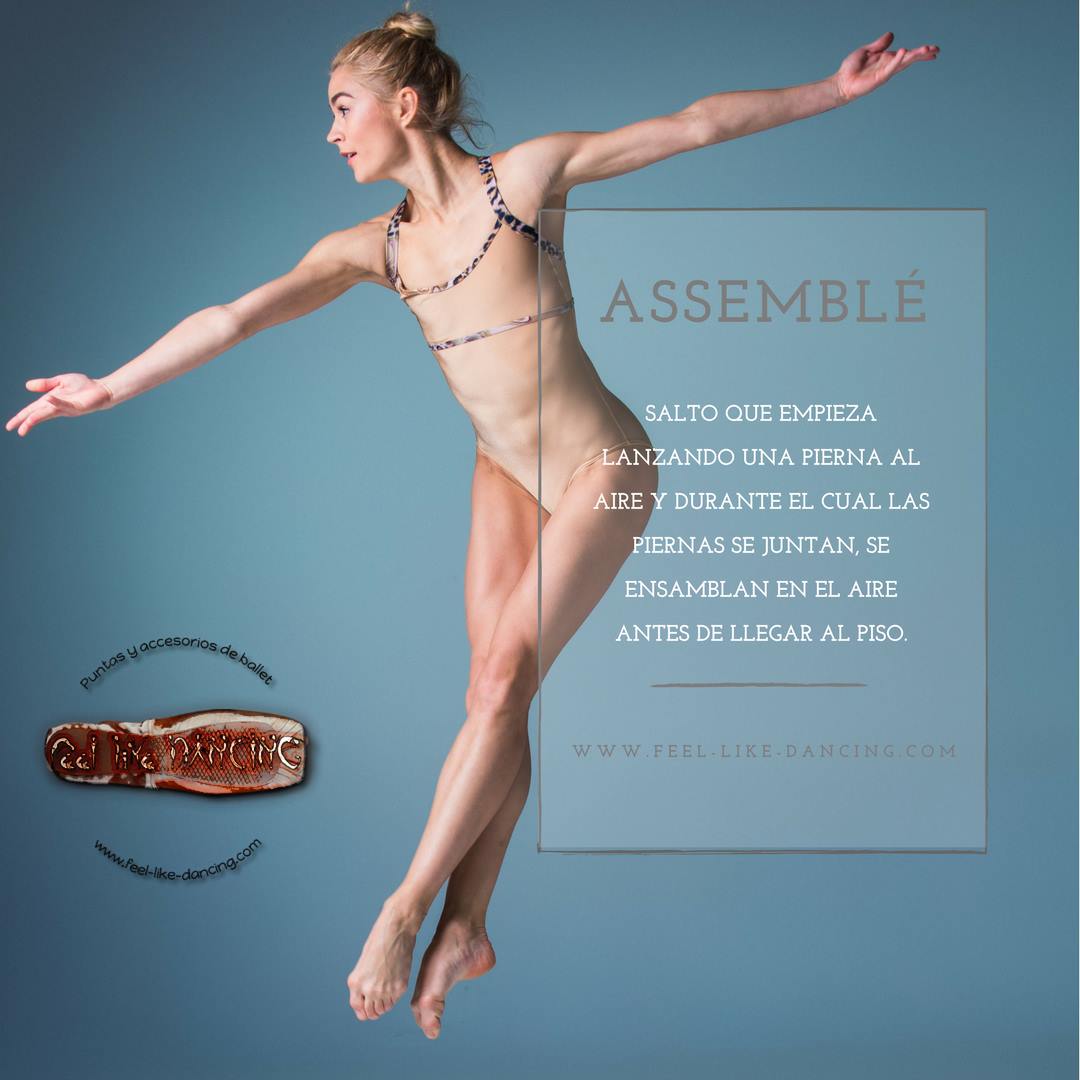 ASSEMBLÉ
SALTO QUE EMPIEZA
LANZANDO UNA PIERNA AL
AIRE Y DURANTE EL CUAL LAS
PIERNAS SE JUNTAN, SE
ENSAMBLAN EN EL AIRE
ANTES DE LLEGAR AL PISO.
WWW.FEEL-LIKE-DANCING.COM
Puntas y accesorios de ballet
Feel like DANCING
www.feel-like-dancing.com